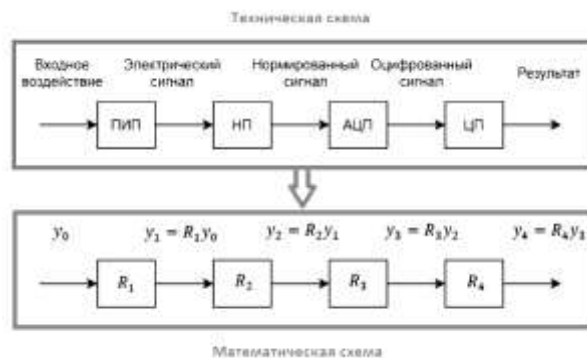 Техническая схема
Входное воздействие
Электрический сигнал
Нормированный сигнал
Оцифрованный сигнал
Результат
ПИП
НП
АЦП
ЦП
y₀
y₁ = R₁y₀
y₂ = R₂y₁
y₃ = R₃y₂
y₄ = R₄y₃
R₁
R₂
R₃
R₄
Математическая схема